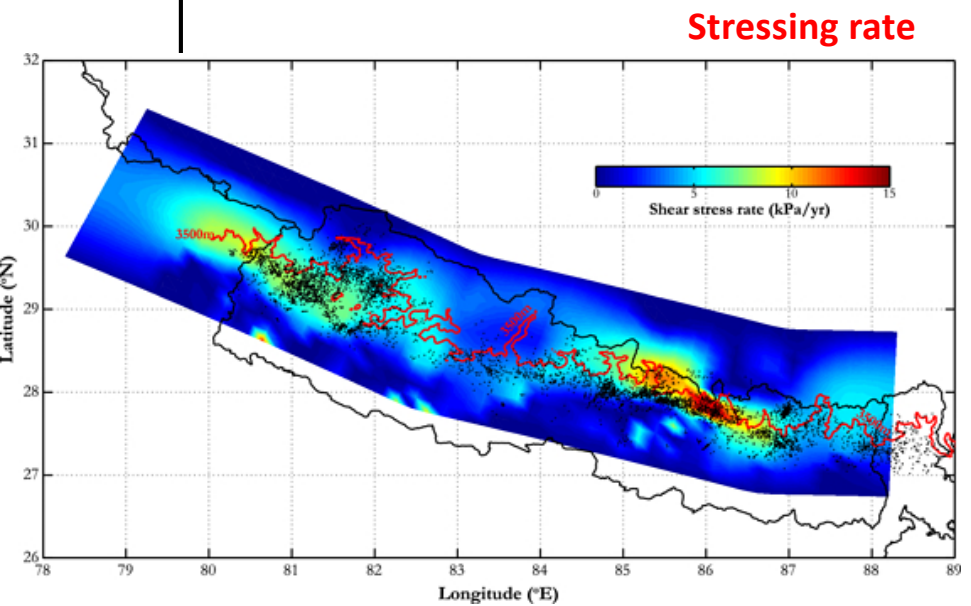 Stressing rate
32
31
30
29
28
27
26
Latitude (°N)
3500m
3500m
0 5 10 15
Shear stress rate (kPa/yr)
78 79 80 81 82 83 84 85 86 87 88 89
Longitude (°E)